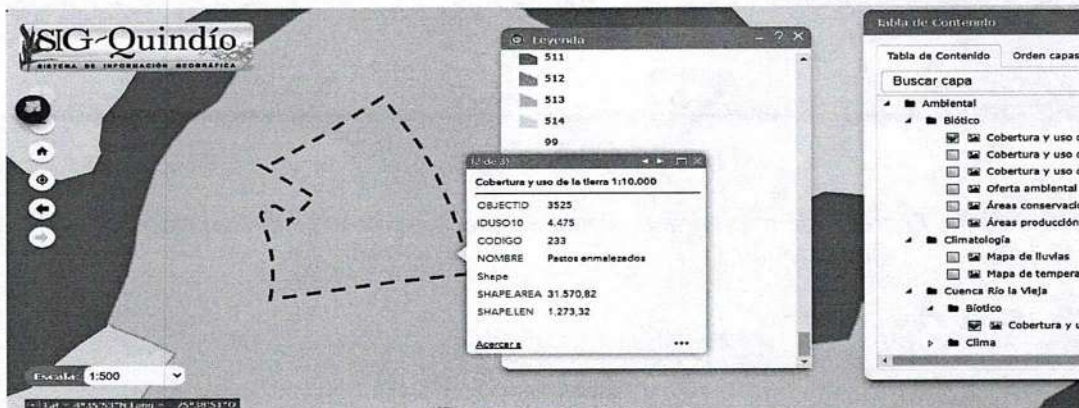 SIG-Quindío
SISTEMA DE INFORMACIÓN GEOGRÁFICA
Escala: 1:500
Leyenda
511
512
513
514
99
(2 de 3)
Cobertura y uso de la tierra 1:10.000
OBJECTID 3525
IDUSO10 4.475
CODIGO 233
NOMBRE Pastos enmalezados
Shape
SHAPE.AREA 31.570,82
SHAPE.LEN 1.273,32
Acercar a
Tabla de Contenido
Tabla de Contenido Orden capas
Buscar capa
Ambiental
Biótico
Cobertura y uso d
Cobertura y uso d
Cobertura y uso d
Oferta ambiental
Áreas conservació
Áreas producción
Climatología
Mapa de lluvias
Mapa de tempera
Cuenca Río la Vieja
Bíotico
Cobertura y u
Clima